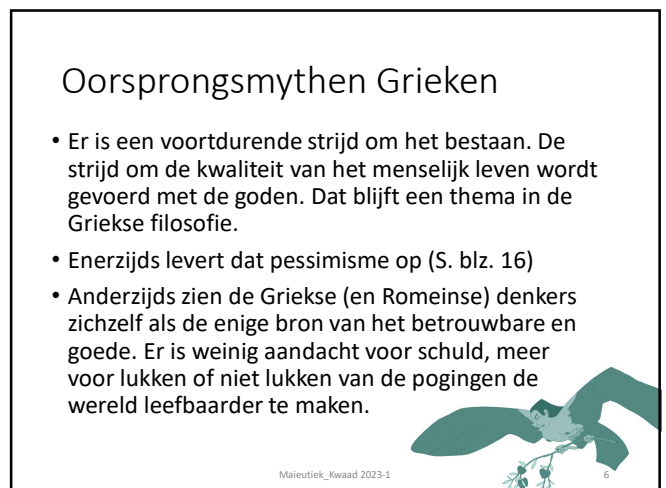 Oorsprongsmythen Grieken
• Er is een voortdurende strijd om het bestaan. De
strijd om de kwaliteit van het menselijk leven wordt
gevoerd met de goden. Dat blijft een thema in de
Griekse filosofie.
• Enerzijds levert dat pessimisme op (S. blz. 16)
• Anderzijds zien de Griekse (en Romeinse) denkers
zichzelf als de enige bron van het betrouwbare en
goede. Er is weinig aandacht voor schuld, meer
voor lukken of niet lukken van de pogingen de
wereld leefbaarder te maken.
Maieutiek_Kwaad 2023-1
6